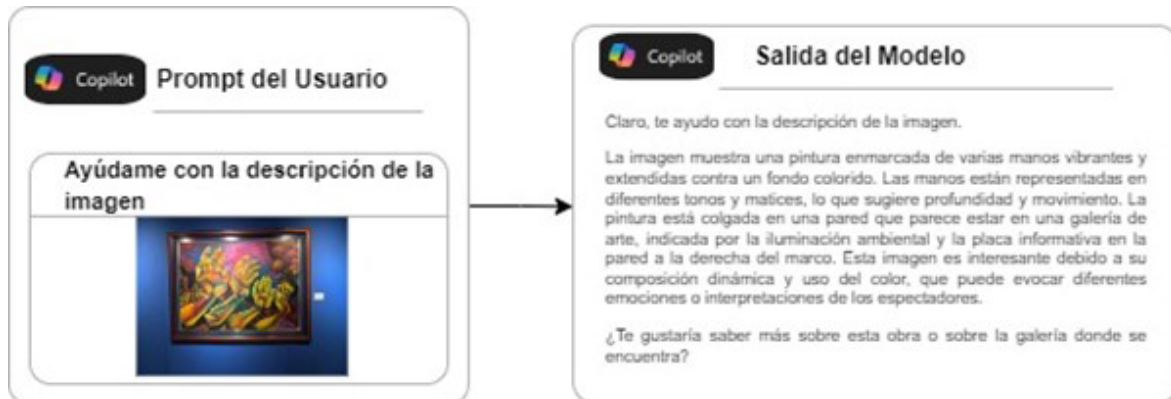 Copilot
Prompt del Usuario
Ayúdame con la descripción de la
imagen
Copilot
Salida del Modelo
Claro, te ayudo con la descripción de la imagen.
La imagen muestra una pintura enmarcada de varias manos vibrantes y
extendidas contra un fondo colorido. Las manos están representadas en
diferentes tonos y matices, lo que sugiere profundidad y movimiento. La
pintura está colgada en una pared que parece estar en una galería de
arte, indicada por la iluminación ambiental y la placa informativa en la
pared a la derecha del marco. Esta imagen es interesante debido a su
composición dinámica y uso del color, que puede evocar diferentes
emociones o interpretaciones de los espectadores.
¿Te gustaría saber más sobre esta obra o sobre la galería donde se
encuentra?